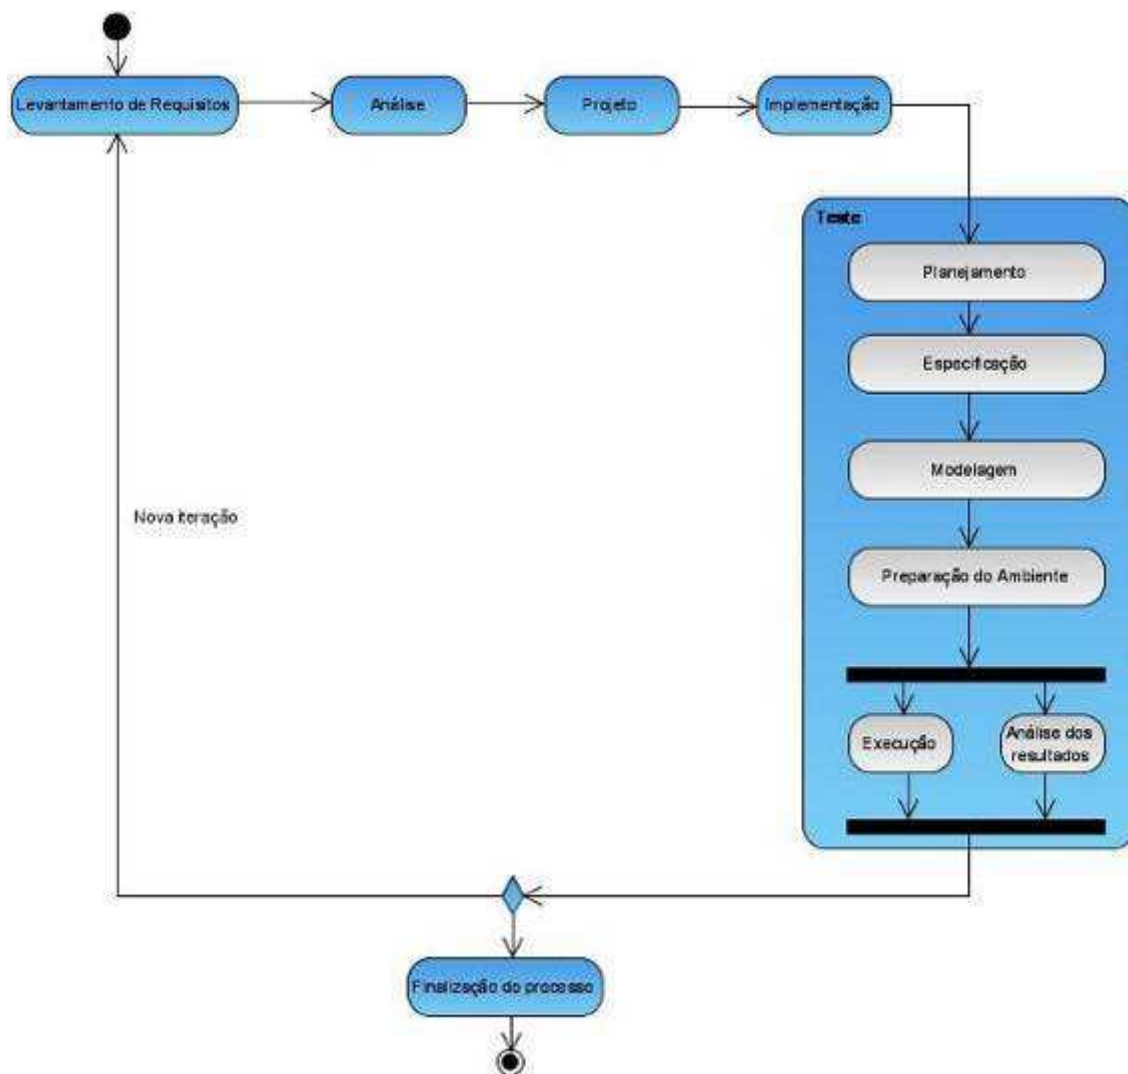 Levantamento de Requisitos
Análise
Projeto
Implementação
Teste
Planejamento
Especificação
Modelagem
Preparação do Ambiente
Nova iteração
Execução
Análise dos
resultados
Finalização do processo